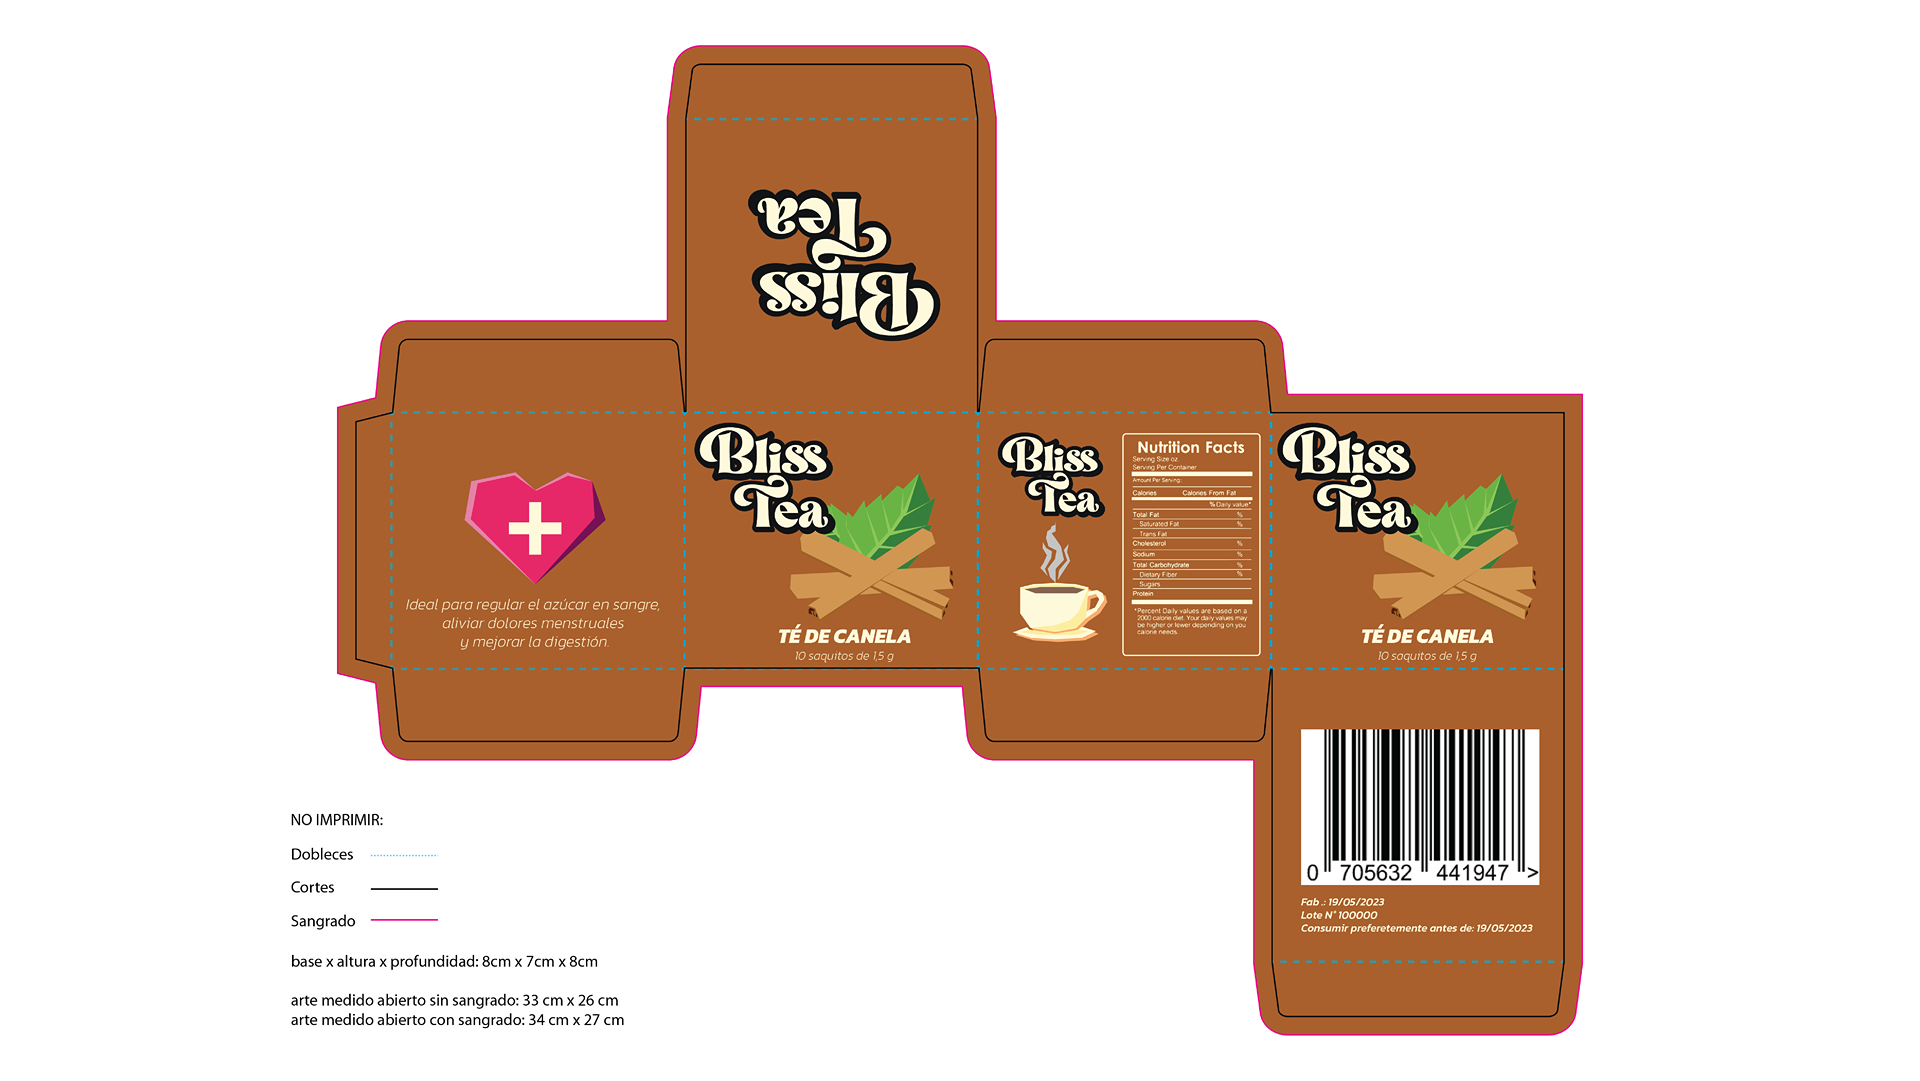 Bliss
Tea
Ideal para regular el azúcar en sangre,
aliviar dolores menstruales
y mejorar la digestión.
Bliss
Tea
TÉ DE CANELA
10 saquitos de 1,5 g
Bliss
Tea
Nutrition Facts
Serving Size oz.
Serving Per Container
Amount Per Serving:
Calories Calories From Fat
% Daily value*
Total Fat %
Saturated Fat %
Trans Fat
Cholesterol %
Sodium %
Total Carbohydrate %
Dietary Fiber %
Sugars
Protein
*Percent Daily values are based on a
2000 calorie diet. Your daily values may
be higher or lower depending on you
calorie needs.
Bliss
Tea
TÉ DE CANELA
10 saquitos de 1,5 g
0 705632 441947 >
Fab .: 19/05/2023
Lote N° 100000
Consumir preferetemente antes de: 19/05/2023
NO IMPRIMIR:
Dobleces
Cortes
Sangrado
base x altura x profundidad: 8cm x 7cm x 8cm
arte medido abierto sin sangrado: 33 cm x 26 cm
arte medido abierto con sangrado: 34 cm x 27 cm